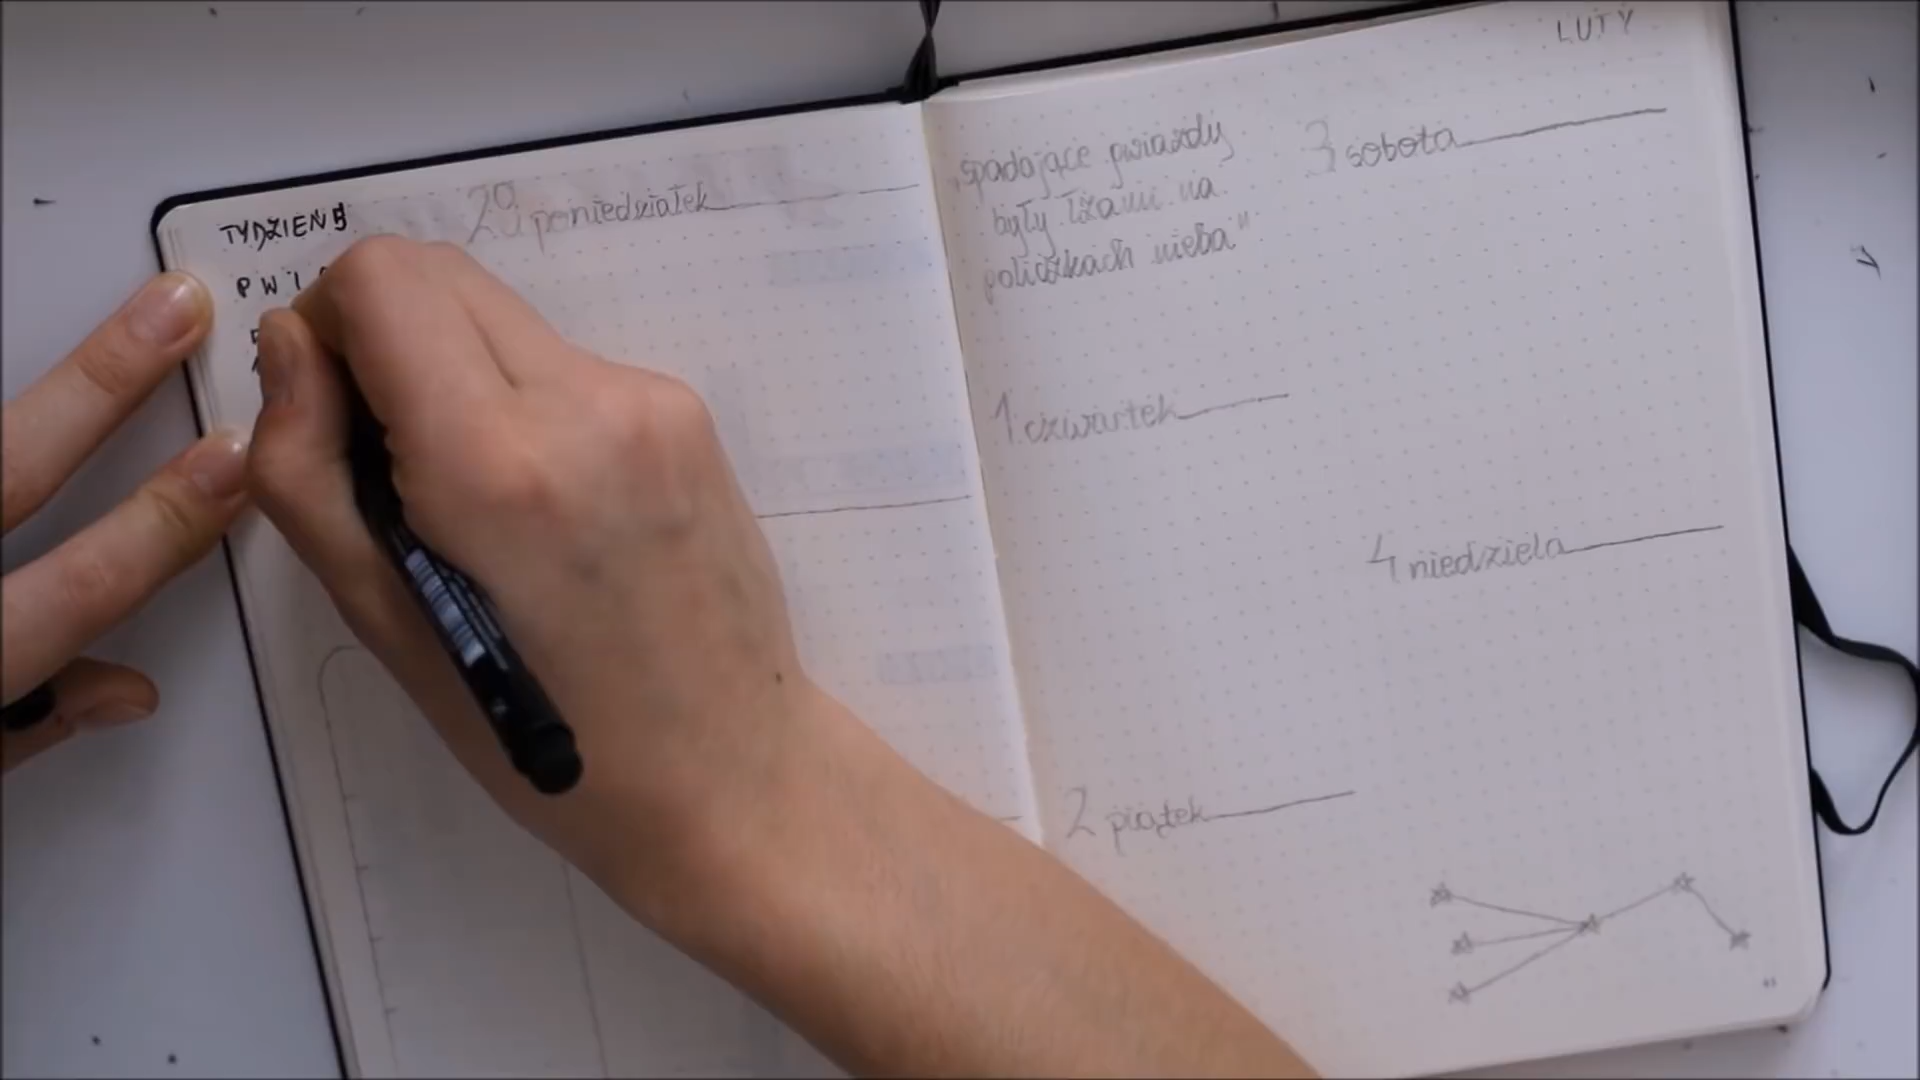 TYDZIEŃ 5
P W
29 poniedziałek
LUTY
„spadające gwiazdy
były łzami na
policzkach nieba"
3 sobota
1 czwartek
4 niedziela
2 piątek